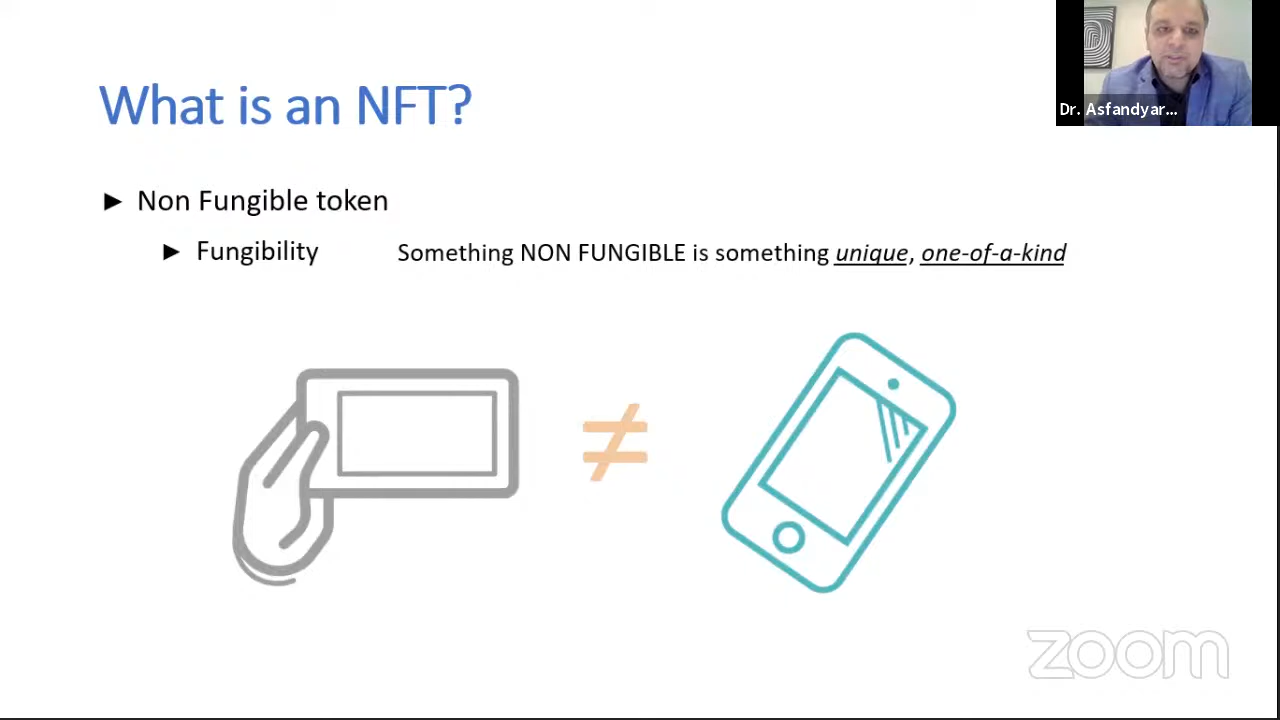 What is an NFT?
Dr. Asfandyar...
► Non Fungible token
► Fungibility Something NON FUNGIBLE is something unique, one-of-a-kind
≠
zoom